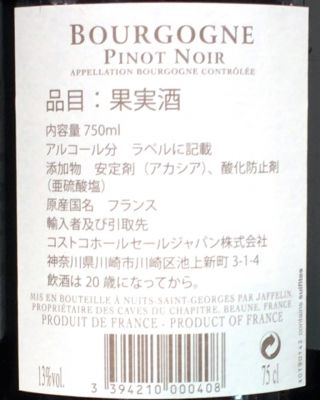 BOURGOGNE
PINOT NOIR
APPELLATION BOURGOGNE CONTRÔLÉE
品目：果実酒
内容量 750ml
アルコール分　ラベルに記載
添加物　安定剤（アカシア）、酸化防止剤
（亜硫酸塩）
原産国名　フランス
輸入者及び引取先
コストコホールセールジャパン株式会社
神奈川県川崎市川崎区池上新町 3-1-4
飲酒は 20 歳になってから。
MIS EN BOUTEILLE À NUITS-SAINT-GEORGES PAR JAFFELIN
PROPRIÉTAIRE DES CAVES DU CHAPITRE, BEAUNE, FRANCE
PRODUIT DE FRANCE - PRODUCT OF FRANCE
13%vol.
3 394210 000408
75 cl
contains sulfites